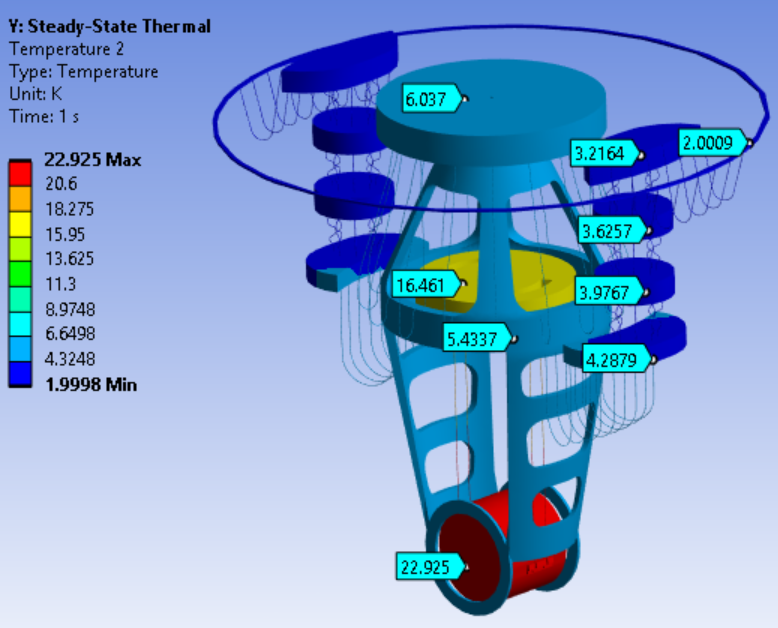 Y: Steady-State Thermal
Temperature 2
Type: Temperature
Unit: K
Time: 1 s
22.925 Max
20.6
18.275
15.95
13.625
11.3
8.9748
6.6498
4.3248
1.9998 Min
6.037
3.2164
2.0009
3.6257
16.461
3.9767
5.4337
4.2879
22.925